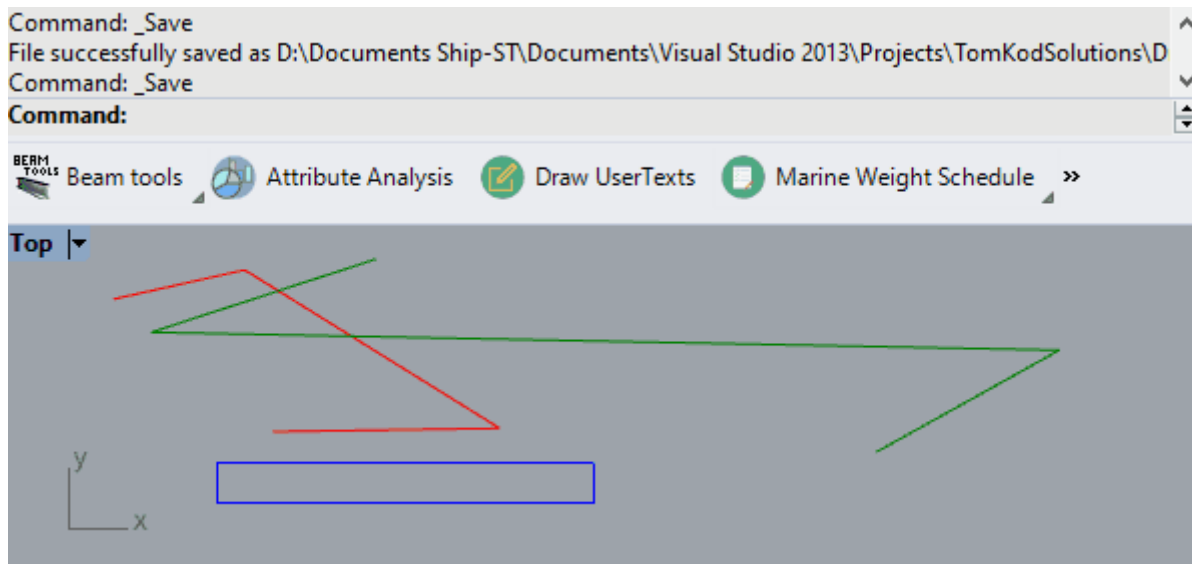 Command: _Save
File successfully saved as D:\Documents Ship-ST\Documents\Visual Studio 2013\Projects\TomKodSolutions\D
Command: _Save
Command:
BEAM TOOLS Beam tools Attribute Analysis Draw UserTexts Marine Weight Schedule »
Top
y
x